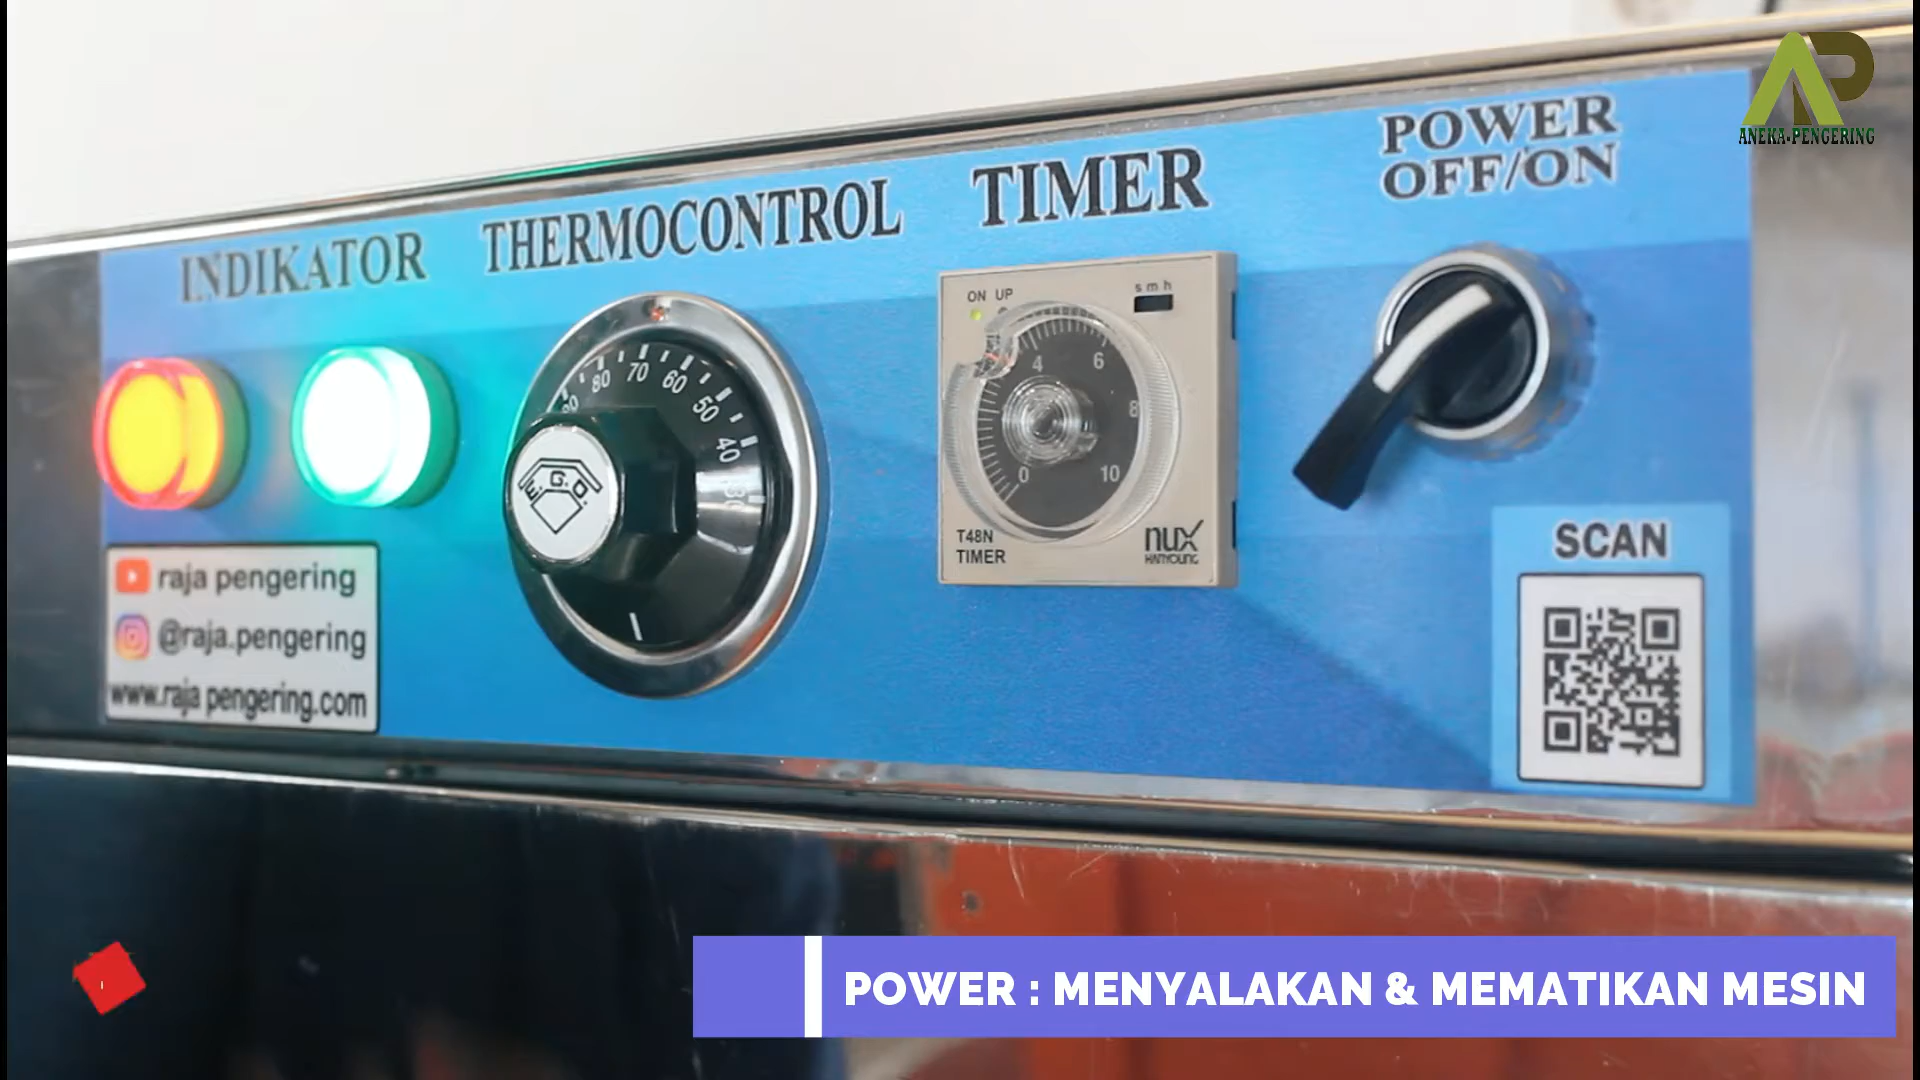 ANEKA-PENGERING
INDIKATOR
THERMOCONTROL
TIMER
POWER
OFF/ON
80
70
60
50
40
30
E.G.O.
ON UP
s m h
4
6
8
0
10
T48N
TIMER
nux
HANYOUNG
raja pengering
@raja.pengering
www.raja pengering.com
SCAN
POWER : MENYALAKAN & MEMATIKAN MESIN